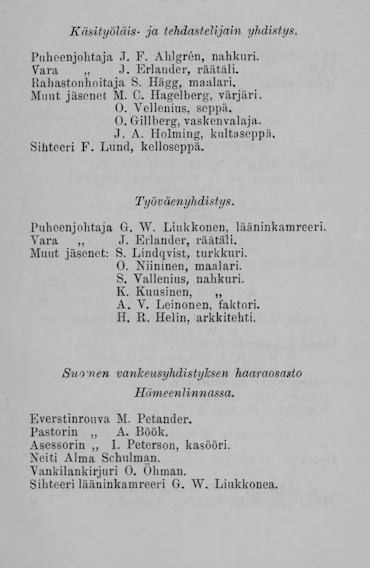 Käsityöläis- ja tehdastelijain yhdistys.
Puheenjohtaja J. F. Ahlgrén, nahkuri.
Vara „ J. Erlander, räätäli.
Rahastonhoitaja S. Hägg, maalari.
Muut jäsenet M. C. Hagelberg, värjäri.
O. Vellenius, seppä.
O. Gillberg, vaskenvalaja.
J. A. Holming, kultaseppä.
Sihteeri F. Lund, kelloseppä.
Työväenyhdistys.
Puheenjohtaja G. W. Liukkonen, lääninkamreeri.
Vara „ J. Erlander, räätäli.
Muut jäsenet: S. Lindqvist, turkkuri.
O. Niininen, maalari.
S. Vallenius, nahkuri.
K. Kuusinen, „
A. V. Leinonen, faktori.
H. R. Helin, arkkitehti.
Suomen vankeusyhdistyksen haaraosasto
Hämeenlinnassa.
Everstinrouva M. Petander.
Pastorin „ A. Böök.
Asessorin „ I. Peterson, kasööri.
Neiti Alma Schulman.
Vankilankirjuri O. Öhman.
Sihteeri lääninkamreeri G. W. Liukkonea.